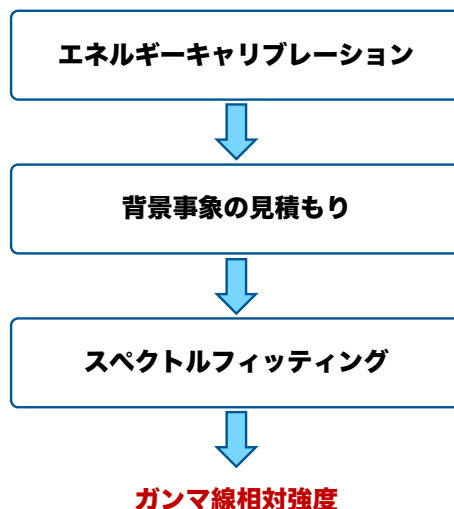 エネルギーキャリブレーション
背景事象の見積もり
スペクトルフィッティング
ガンマ線相対強度